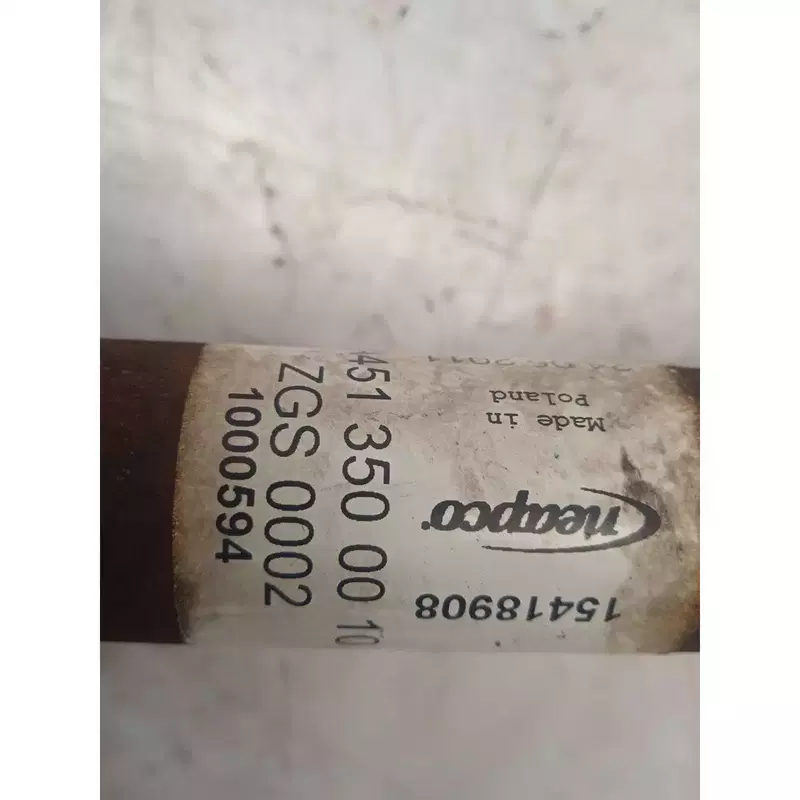 451 350 00 10
ZGS 0002
1000594
Made in
Poland
neapco
15418908